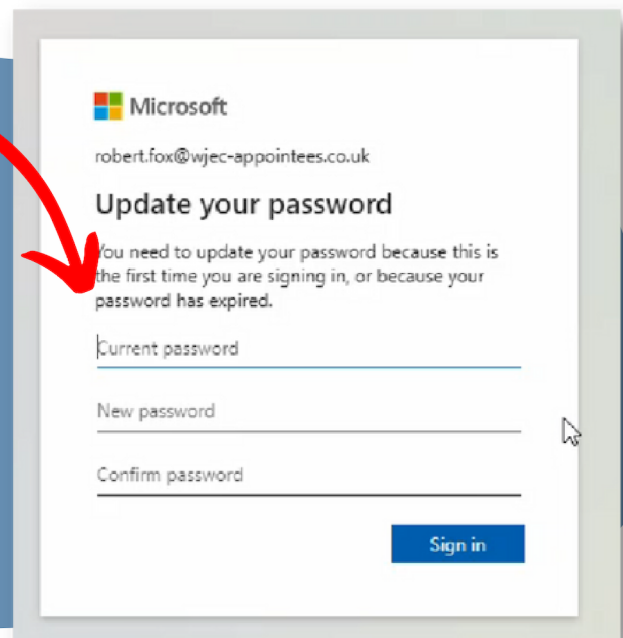 Microsoft
robert.fox@wjec-appointees.co.uk
Update your password
You need to update your password because this is
the first time you are signing in, or because your
password has expired.
Current password
New password
Confirm password
Sign in